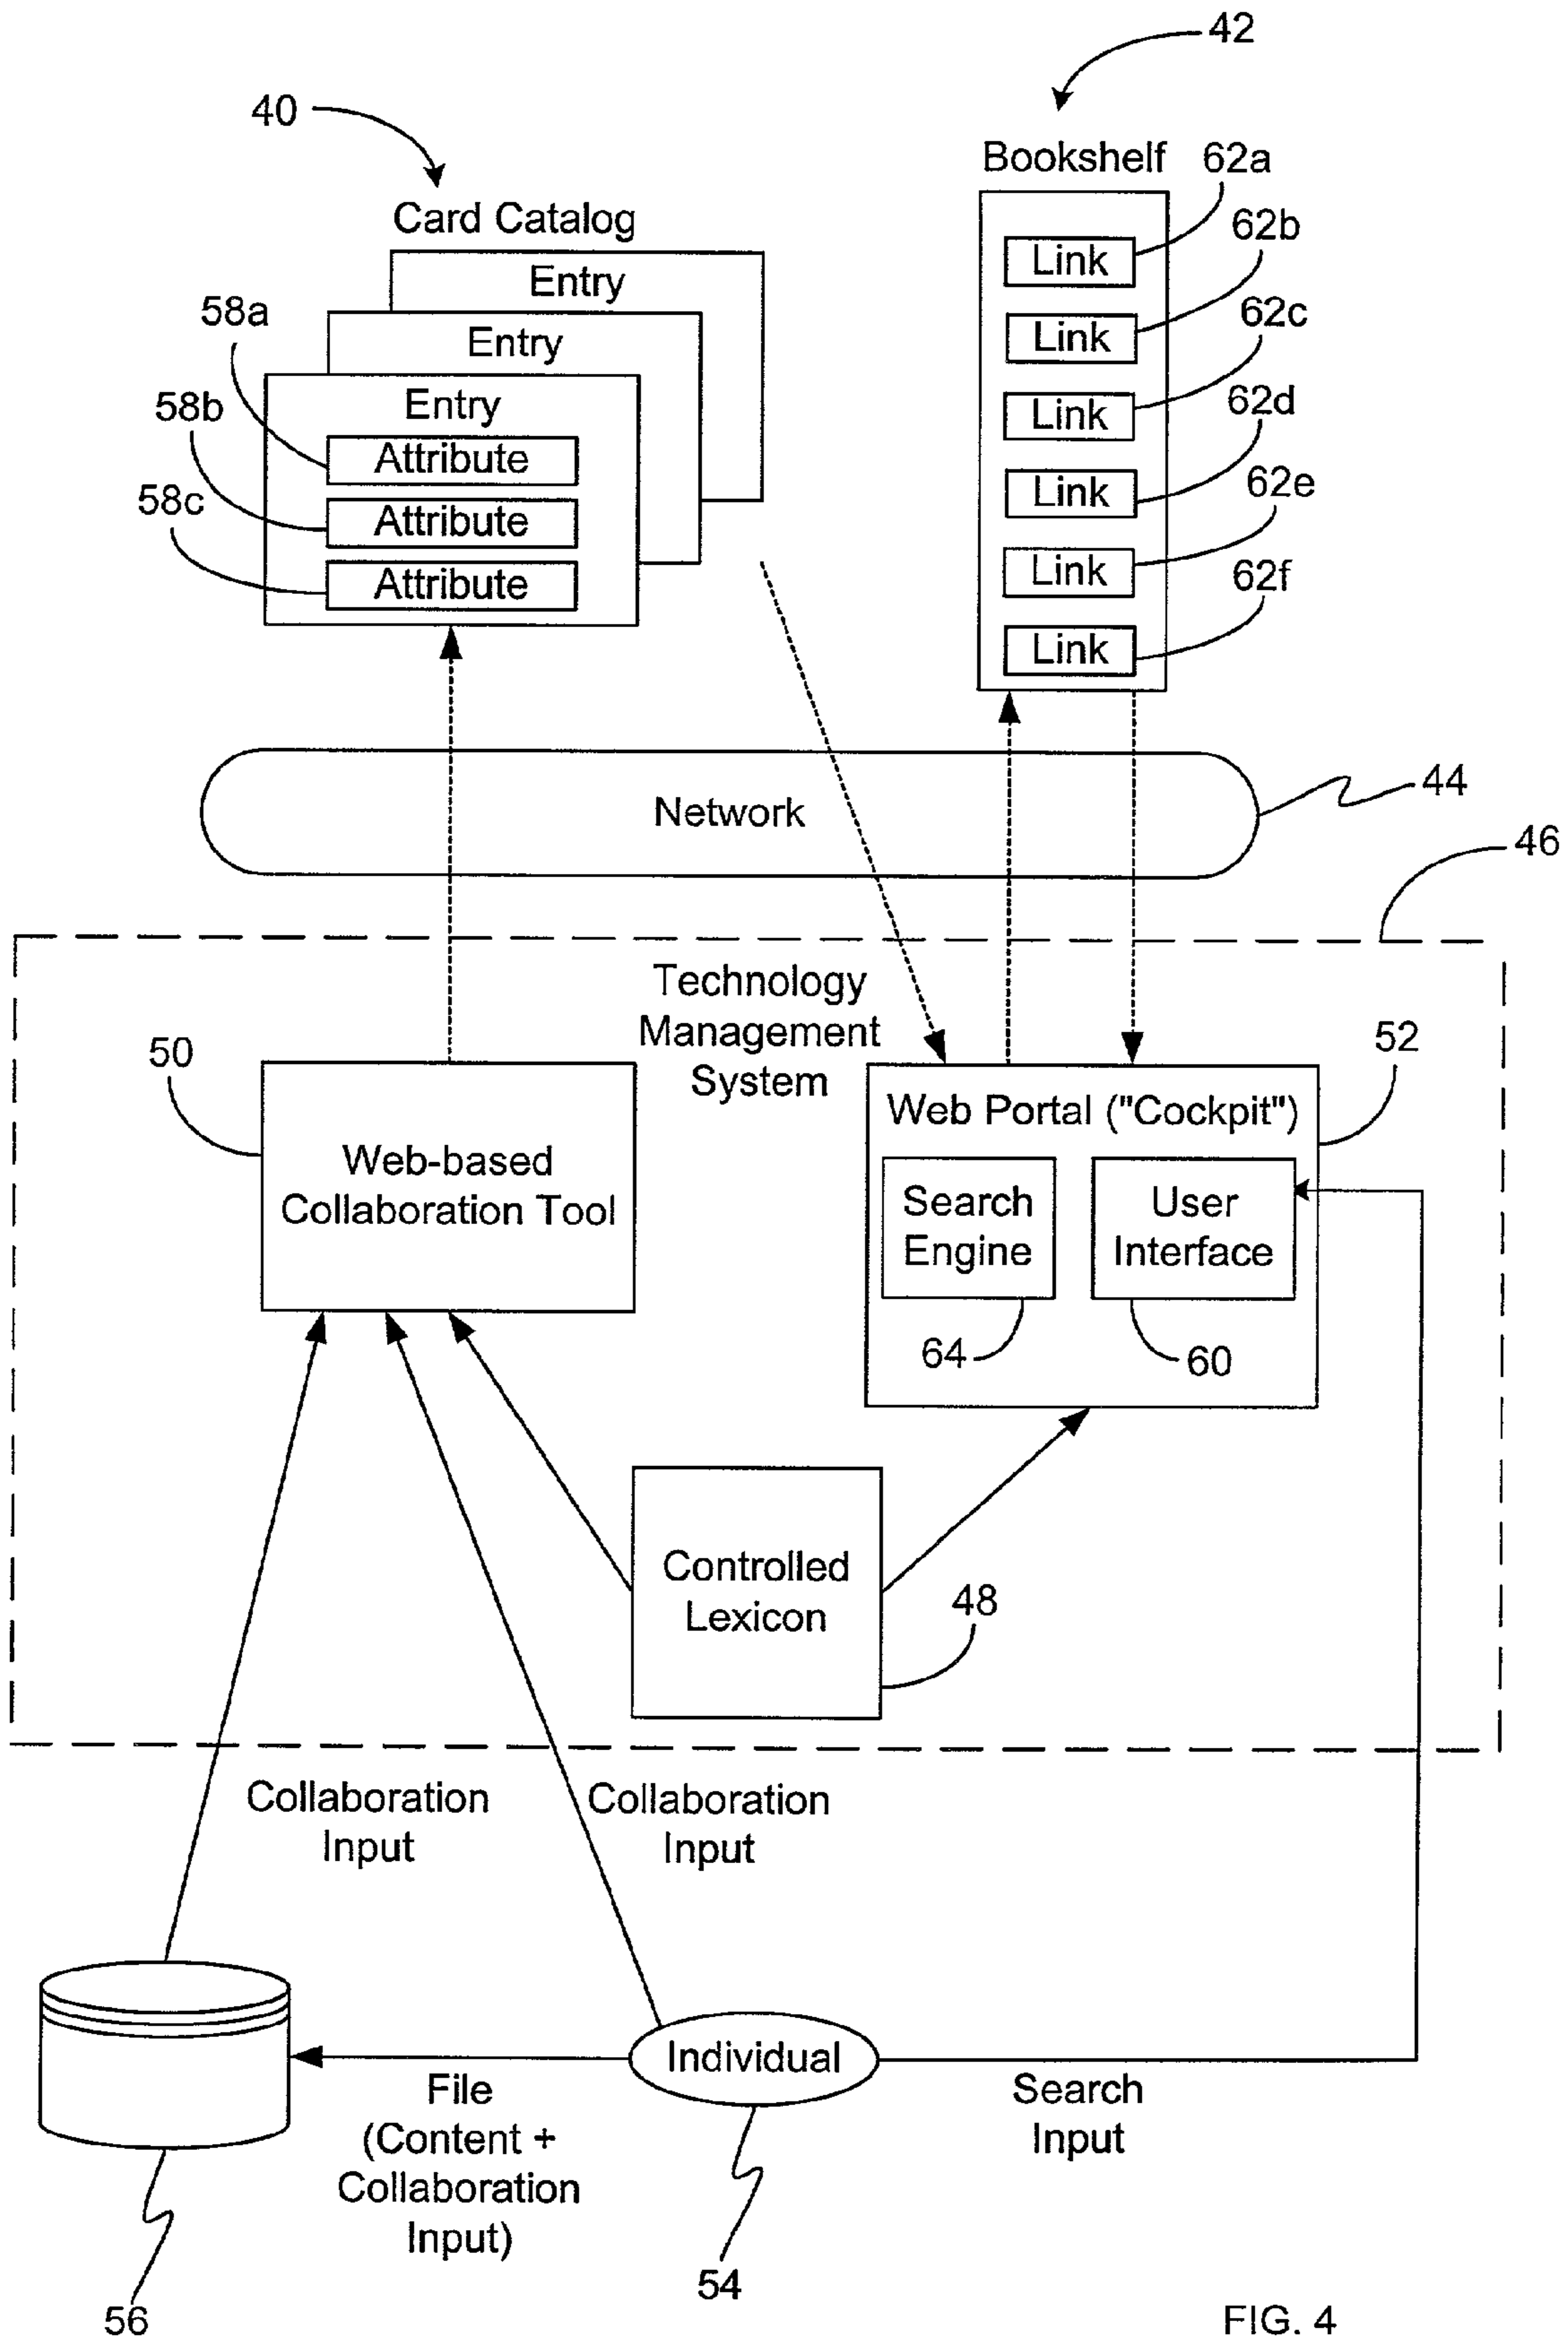 42
40
Bookshelf
62a
Card Catalog
62b
Link
Entry
58a
62c
Link
Entry
58b
62d
Entry
Link
Attribute
58c
62e
Link
Attribute
62f
Link
Attribute
Link
44
Network
46
Technology
Management
System
50
52
Web Portal ("Cockpit")
Web-based
Collaboration Tool
Search
Engine
User
Interface
64
60
Controlled
Lexicon
48
Collaboration
Input
Collaboration
Input
Individual
File
(Content +
Collaboration
Input)
Search
Input
54
56
FIG. 4